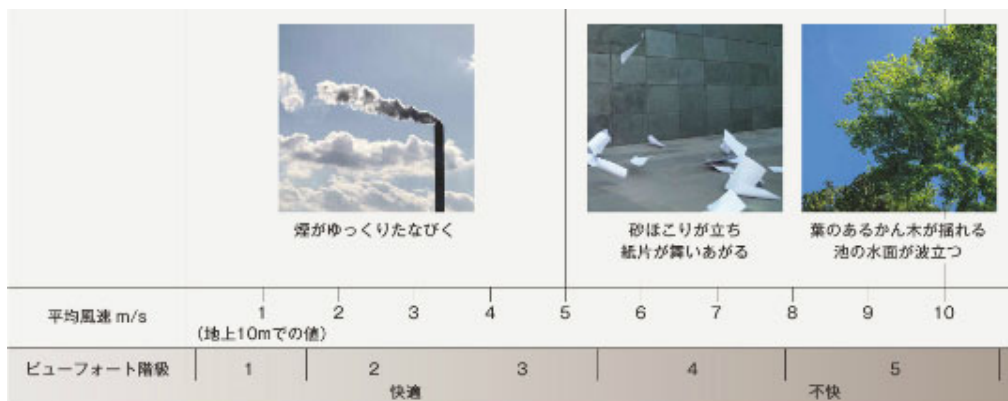 煙がゆっくりたなびく
砂ぼこりが立ち
紙片が舞いあがる
葉のあるかん木が揺れる
池の水面が波立つ
平均風速 m/s
1 2 3 4 5 6 7 8 9 10
(地上10mでの値)
ビューフォート階級
1 2 3 4 5
快適 不快